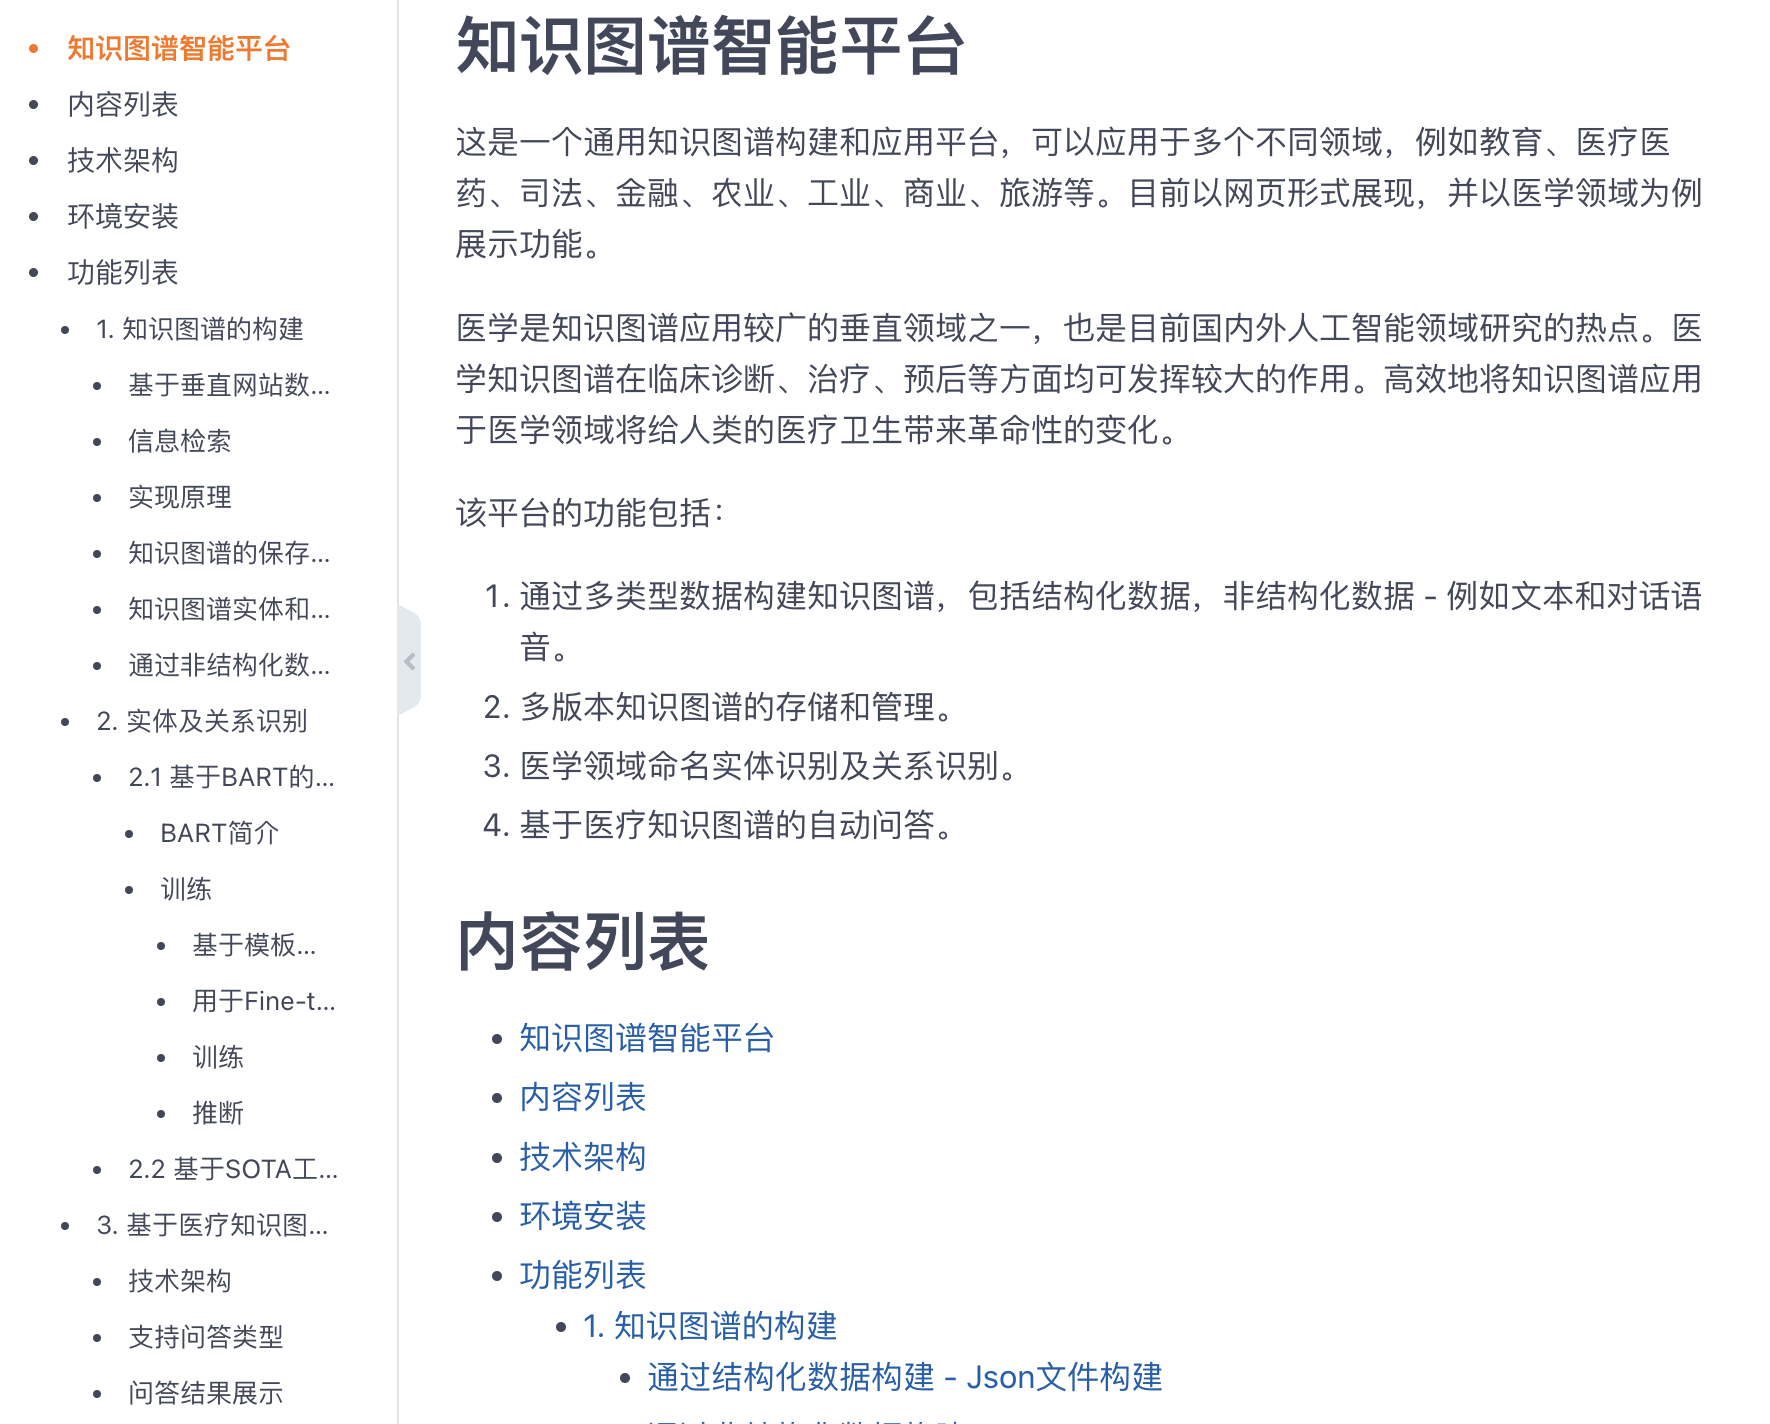 知识图谱智能平台
内容列表
技术架构
环境安装
功能列表
1. 知识图谱的构建
基于垂直网站数...
信息检索
实现原理
知识图谱的保存...
知识图谱实体和...
通过非结构化数...
2. 实体及关系识别
2.1 基于BART的...
BART简介
训练
基于模板...
用于Fine-t...
训练
推断
2.2 基于SOTA工...
3. 基于医疗知识图...
技术架构
支持问答类型
问答结果展示
知识图谱智能平台
这是一个通用知识图谱构建和应用平台，可以应用于多个不同领域，例如教育、医疗医
药、司法、金融、农业、工业、商业、旅游等。目前以网页形式展现，并以医学领域为例
展示功能。
医学是知识图谱应用较广的垂直领域之一，也是目前国内外人工智能领域研究的热点。医
学知识图谱在临床诊断、治疗、预后等方面均可发挥较大的作用。高效地将知识图谱应用
于医学领域将给人类的医疗卫生带来革命性的变化。
该平台的功能包括：
1. 通过多类型数据构建知识图谱，包括结构化数据，非结构化数据 - 例如文本和对话语
音。
2. 多版本知识图谱的存储和管理。
3. 医学领域命名实体识别及关系识别。
4. 基于医疗知识图谱的自动问答。
内容列表
知识图谱智能平台
内容列表
技术架构
环境安装
功能列表
1. 知识图谱的构建
通过结构化数据构建 - Json文件构建